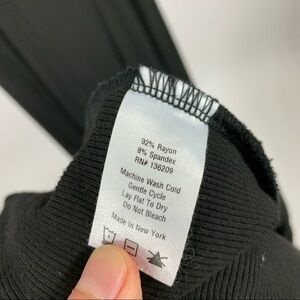 92% Rayon
8% Spandex
RN# 136209
Machine Wash Cold
Gentle Cycle
Lay Flat To Dry
Do Not Bleach
Made In New York